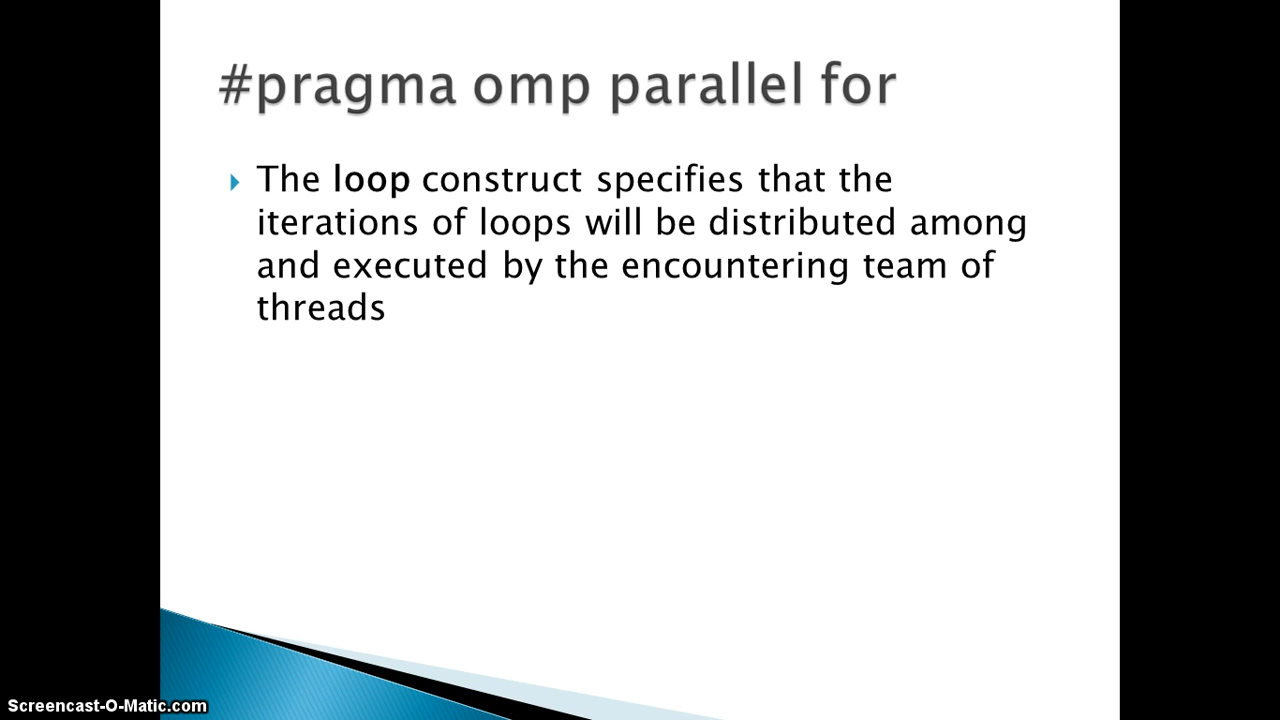 #pragma omp parallel for
The loop construct specifies that the
iterations of loops will be distributed among
and executed by the encountering team of
threads
Screencast-O-Matic.com